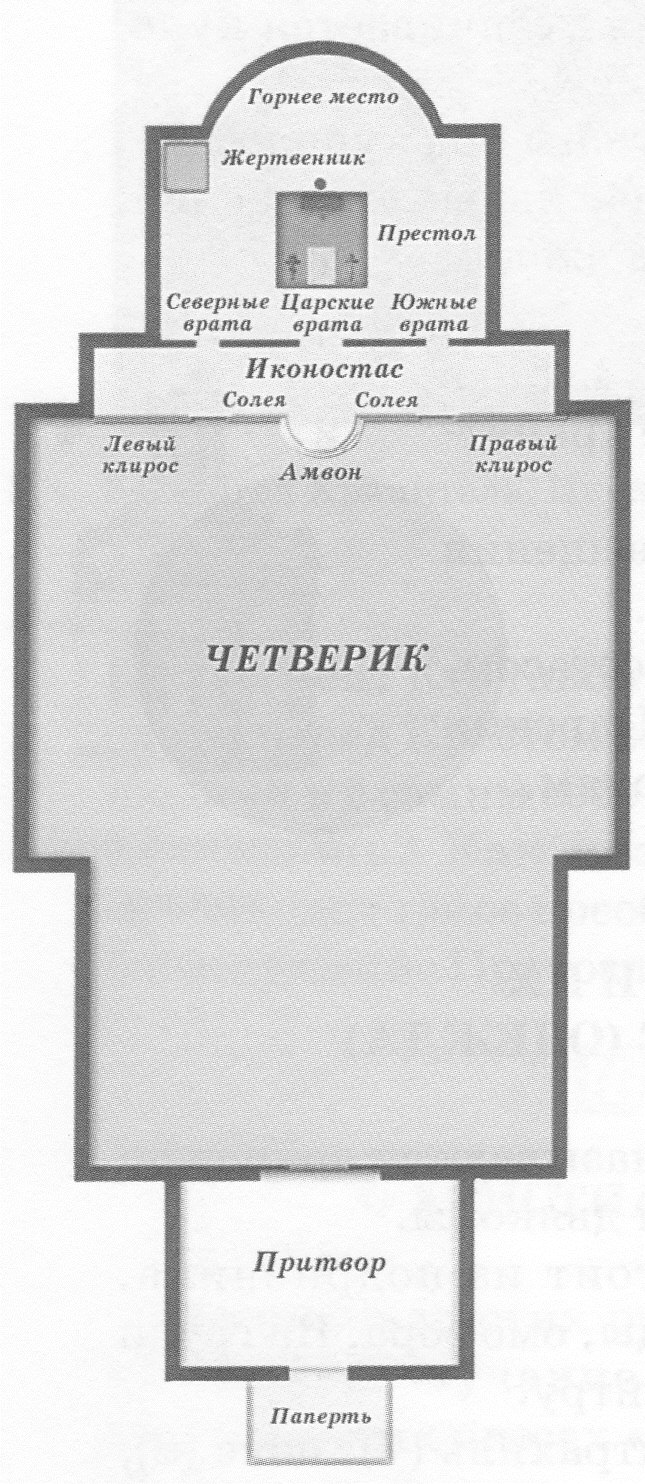 Горнее место
Жертвенник
Престол
Северные врата
Царские врата
Южные врата
Иконостас
Солея
Солея
Левый клирос
Правый клирос
Амвон
ЧЕТВЕРИК
Притвор
Паперть